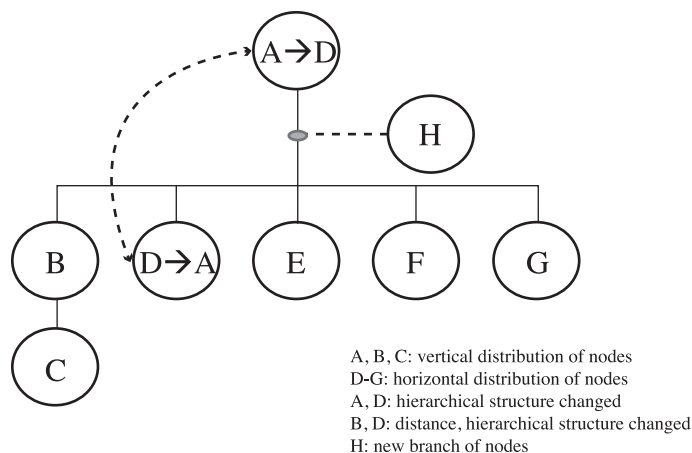 A→D
H
B
D→A
E
F
G
C
A, B, C: vertical distribution of nodes
D-G: horizontal distribution of nodes
A, D: hierarchical structure changed
B, D: distance, hierarchical structure changed
H: new branch of nodes